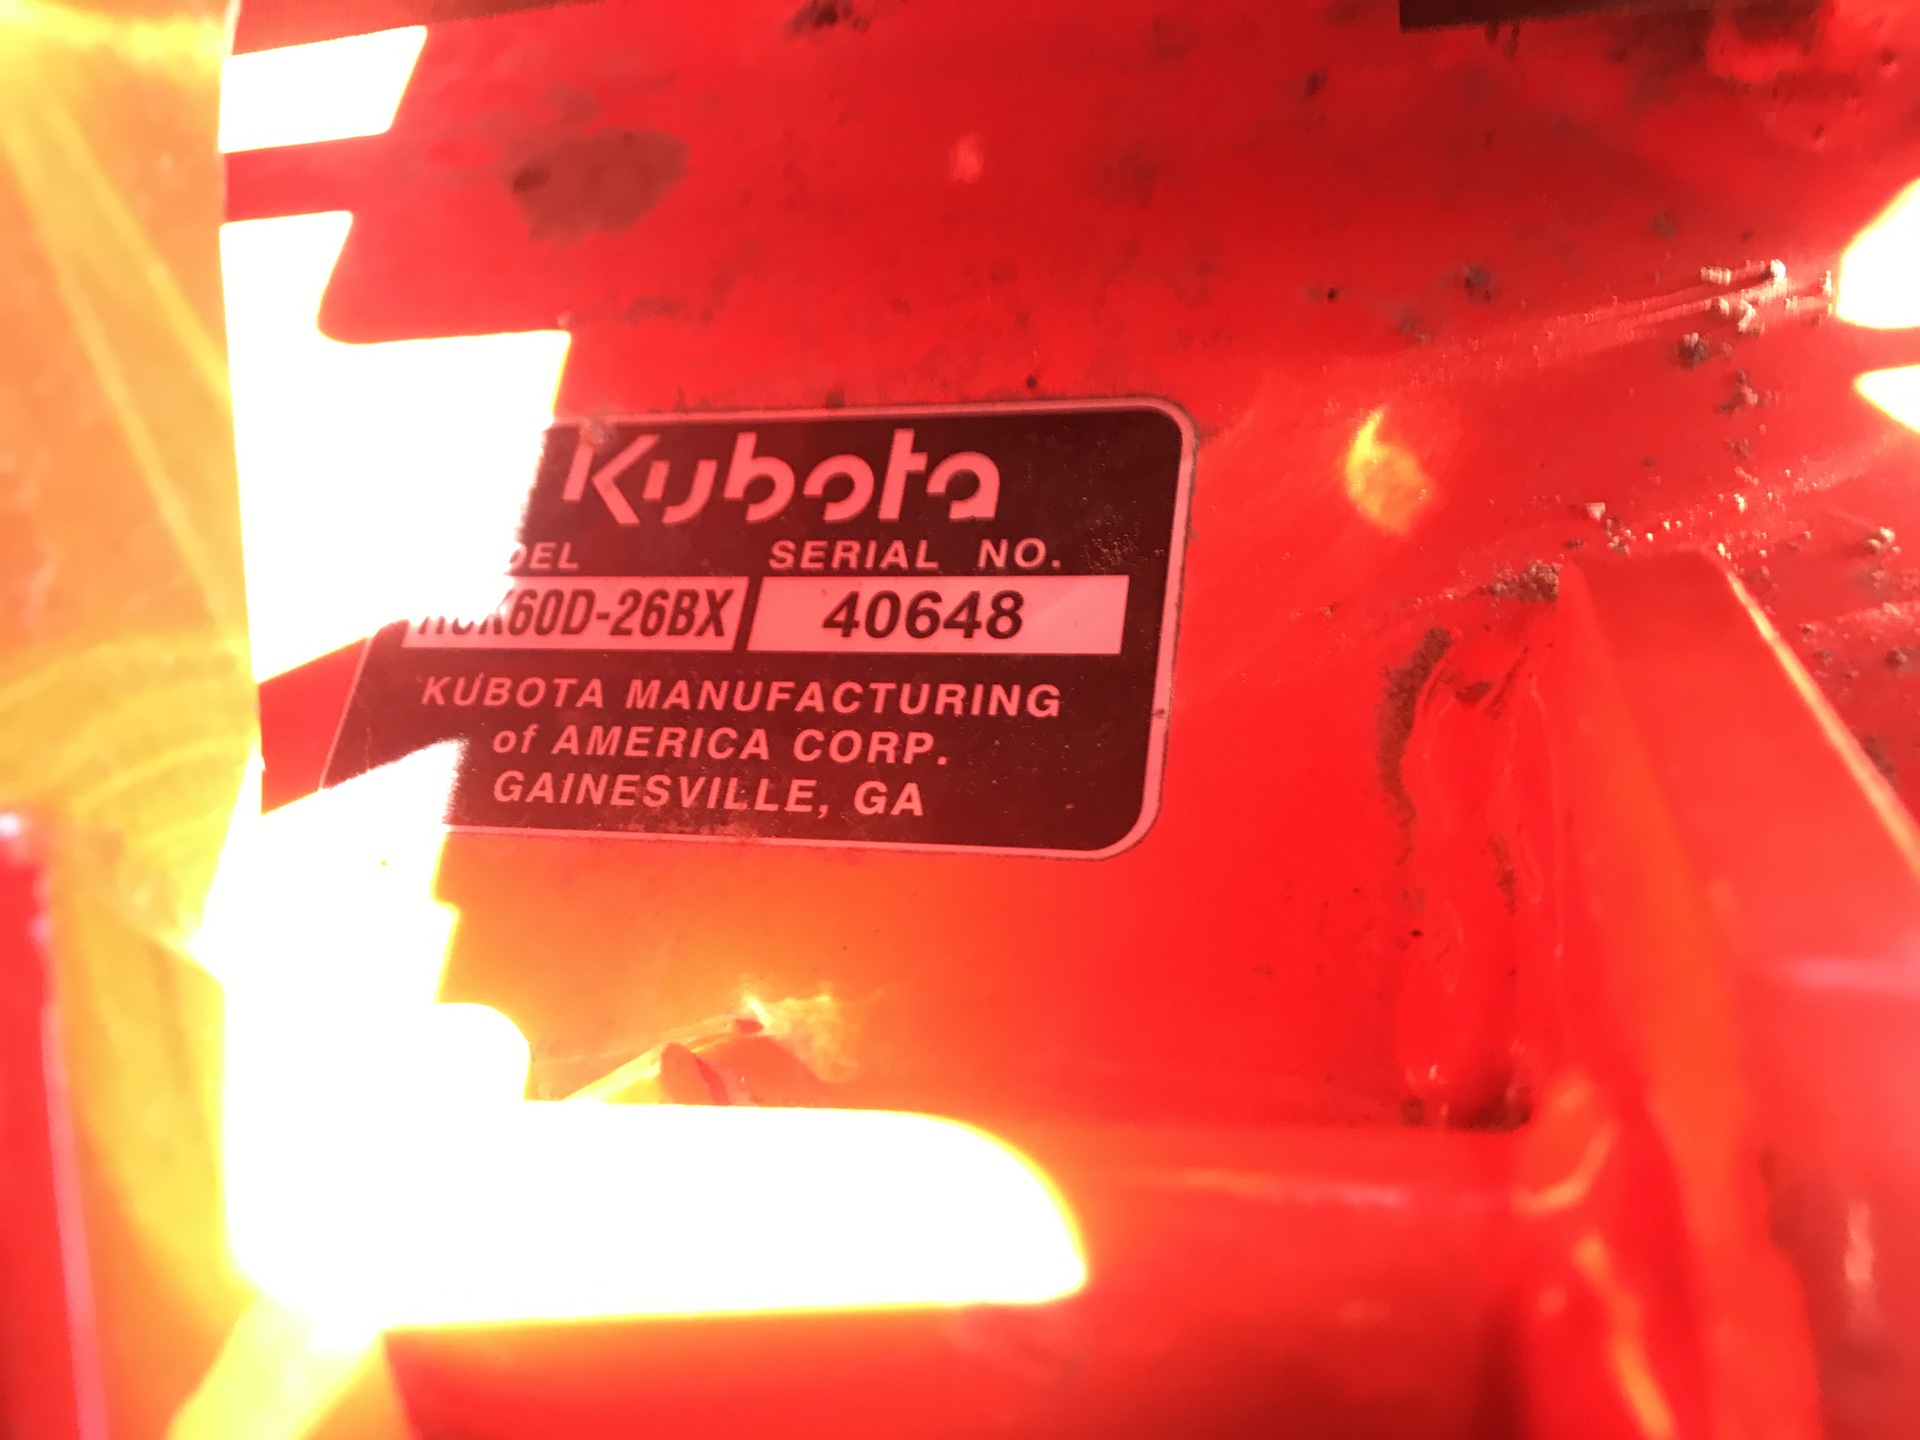 Kubota
SERIAL NO.
40648
KUBOTA MANUFACTURING
of AMERICA CORP.
GAINESVILLE, GA